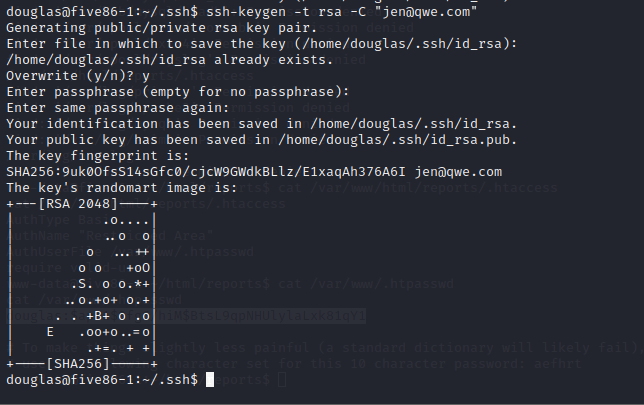 douglas@five86-1:~/.ssh$ ssh-keygen -t rsa -C "jen@qwe.com"
Generating public/private rsa key pair.
Enter file in which to save the key (/home/douglas/.ssh/id_rsa):
/home/douglas/.ssh/id_rsa already exists.
Overwrite (y/n)? y
Enter passphrase (empty for no passphrase):
Enter same passphrase again:
Your identification has been saved in /home/douglas/.ssh/id_rsa.
Your public key has been saved in /home/douglas/.ssh/id_rsa.pub.
The key fingerprint is:
SHA256:9uk0OfsS14sGfc0/cjcW9GWdkBLlz/E1xaqAh376A6I jen@qwe.com
The key's randomart image is:
+---[RSA 2048]----+
|            .o....|
|            ..o  o|
|         o  ...++|
|        o o   +oO|
|       .S. o o.*+|
|      ..o.+o+ o.+|
|     . . +B+ o .o|
|    E   .oo+o..=o|
|         .+=. + +|
+----[SHA256]-----+
douglas@five86-1:~/.ssh$